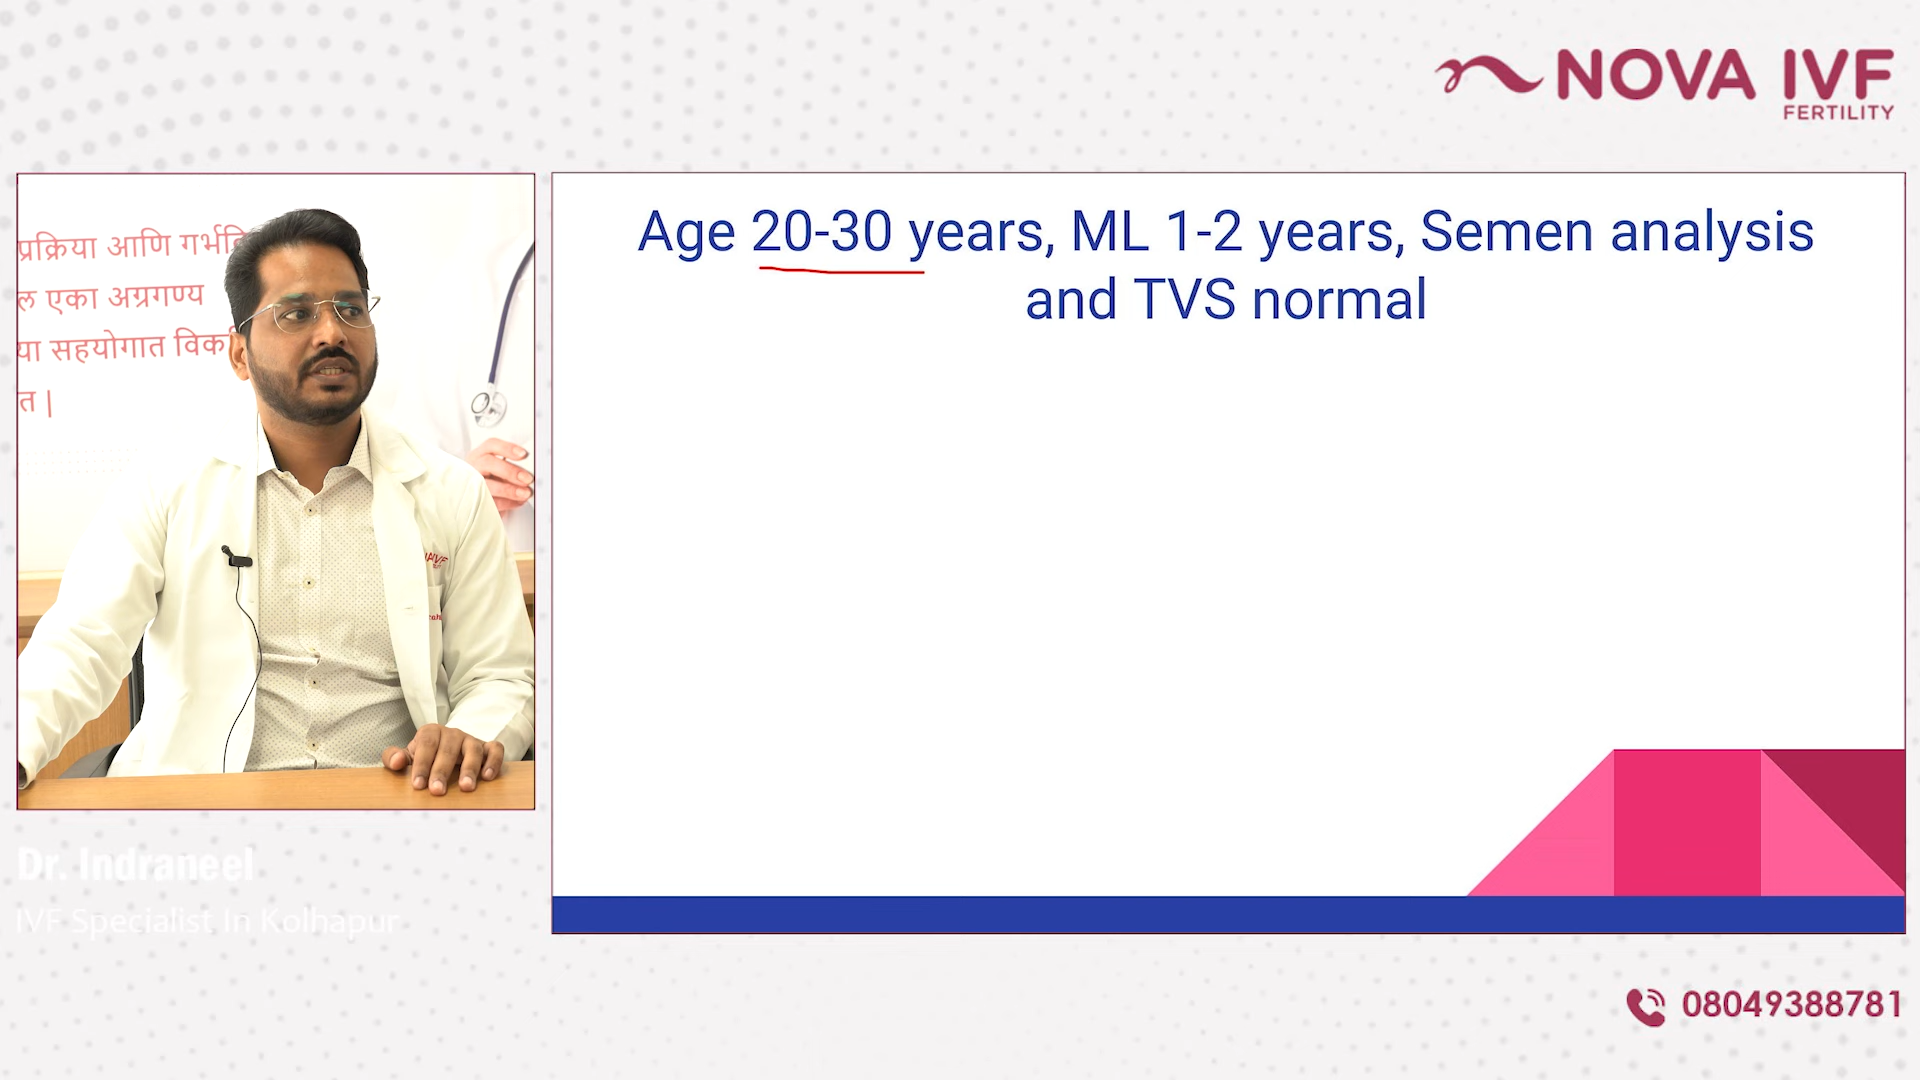 NOVA IVF
FERTILITY
प्रक्रिया आणि
ल एका अग्रगण्य
या सहयोगात
त |
Age 20-30 years, ML 1-2 years, Semen analysis
and TVS normal
Dr. Indraneel
IVF Specialist In Kolhapur
08049388781